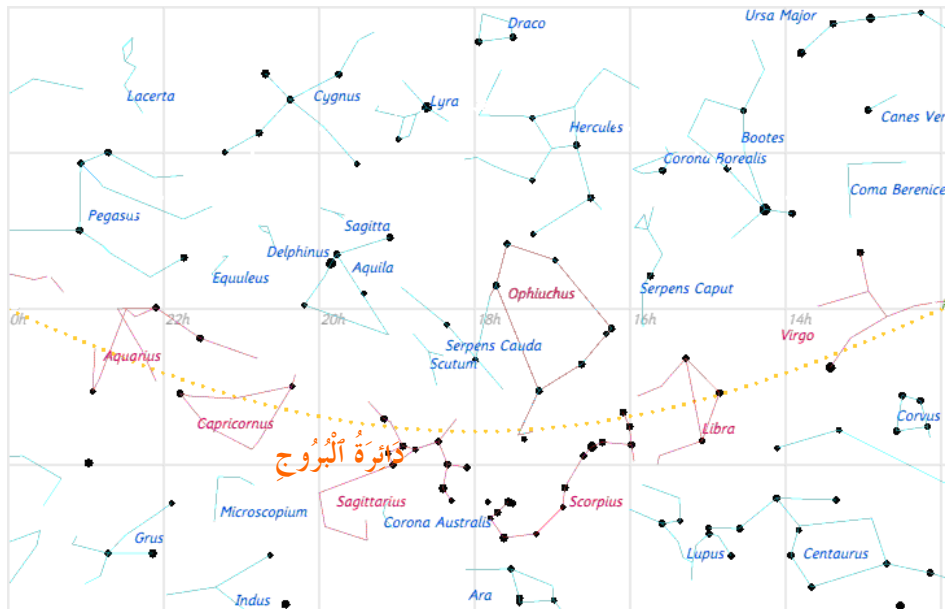 Draco
Ursa Major
Lacerta
Cygnus
Lyra
Canes Ver
Hercules
Bootes
Corona Borealis
Coma Berenice
Pegasus
Sagitta
Delphinus
Aquila
Equuleus
Ophiuchus
Serpens Caput
0h
22h
20h
18h
16h
14h
Virgo
Aquarius
Serpens Cauda
Scutum
Capricornus
Libra
Corvus
دَائِرَةُ ٱلْبُرُوجِ
Sagittarius
Scorpius
Microscopium
Corona Australis
Grus
Lupus
Centaurus
Indus
Ara